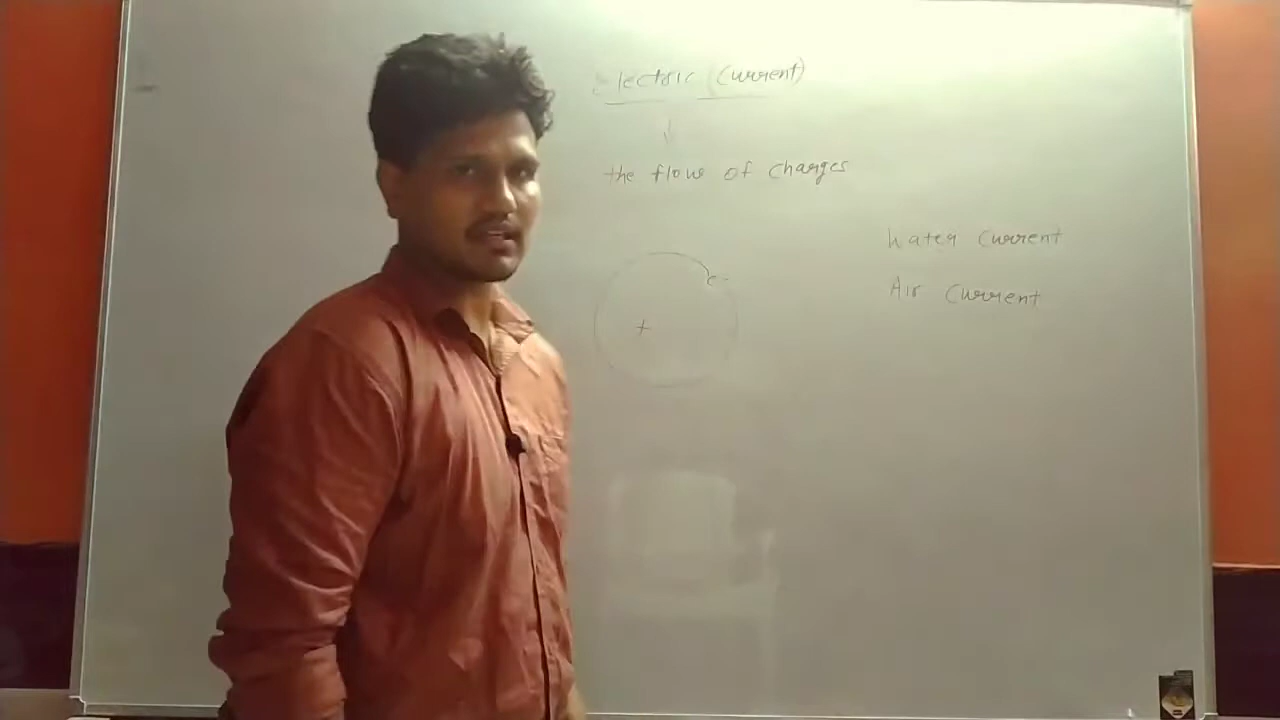 Electric (Current)
the flow of charges
Water Current
Air Current
e-
+